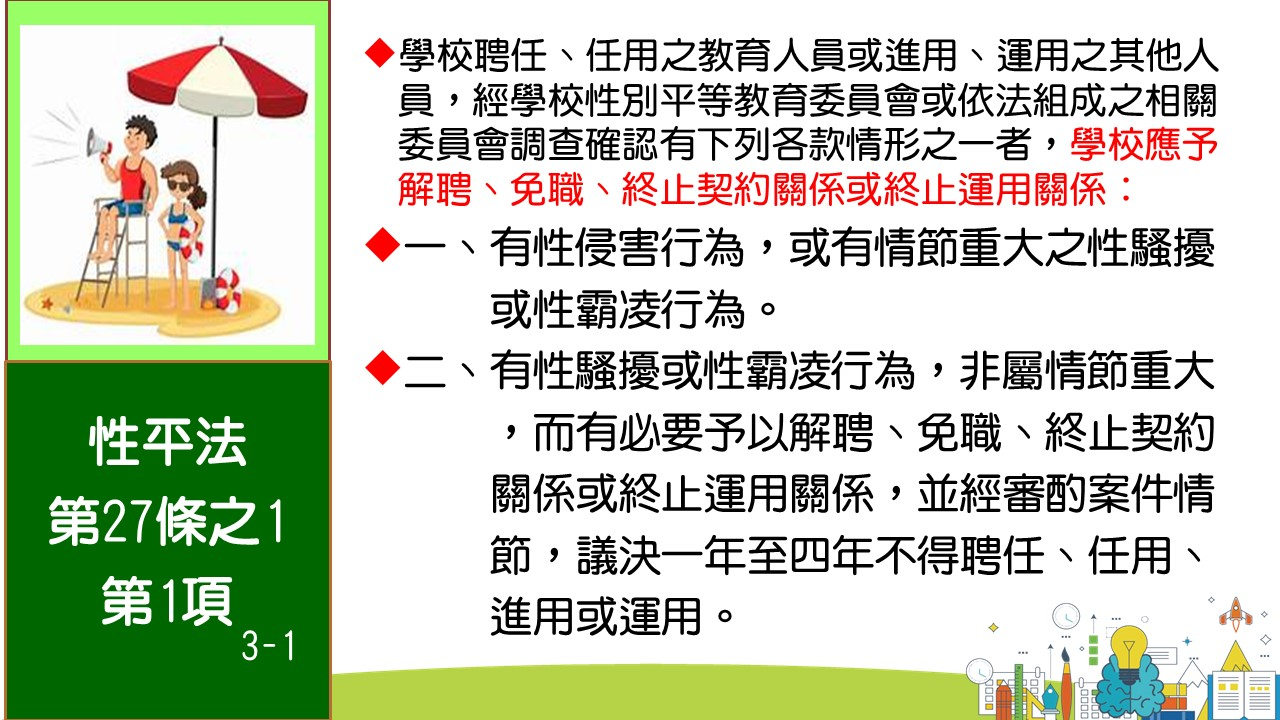 性平法
第27條之1
第1項
3-1
◆學校聘任、任用之教育人員或進用、運用之其他人
員，經學校性別平等教育委員會或依法組成之相關
委員會調查確認有下列各款情形之一者，學校應予
解聘、免職、終止契約關係或終止運用關係：
◆一、有性侵害行為，或有情節重大之性騷擾
或性霸凌行為。
◆二、有性騷擾或性霸凌行為，非屬情節重大
，而有必要予以解聘、免職、終止契約
關係或終止運用關係，並經審酌案件情
節，議決一年至四年不得聘任、任用、
進用或運用。